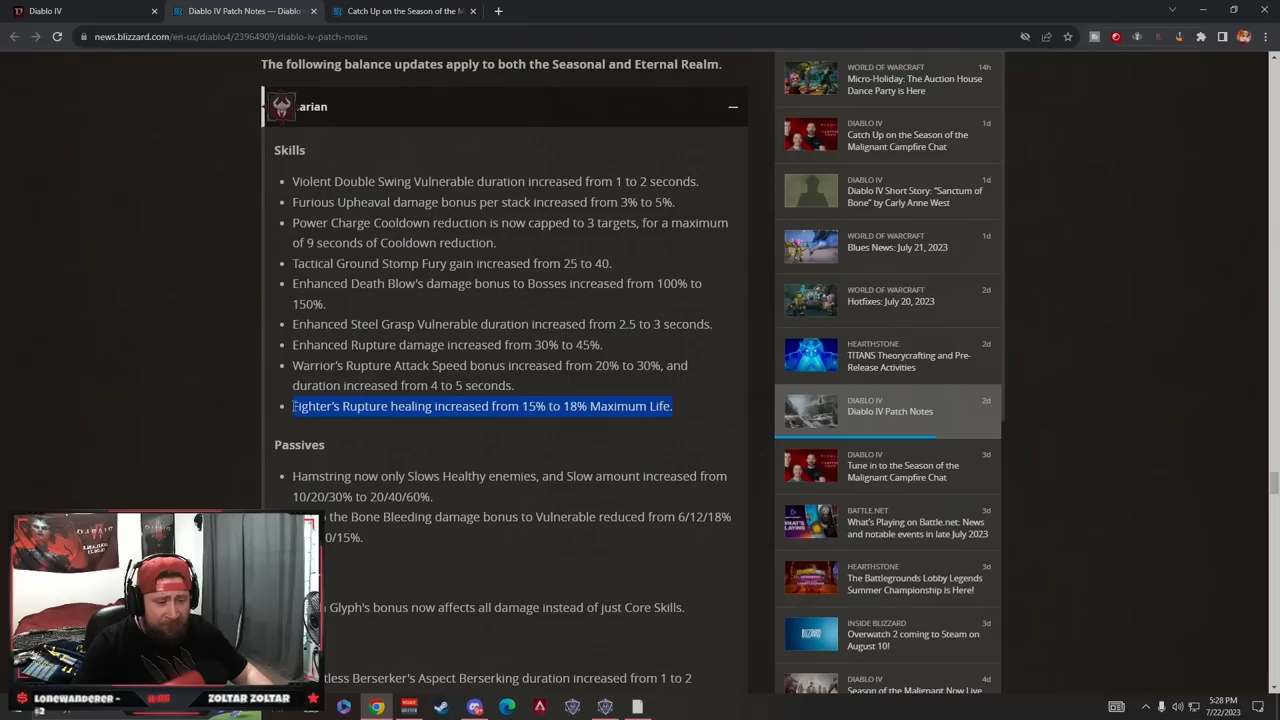 Diablo IV
Diablo IV Patch Notes
Catch Up on the Season of the M
news.blizzard.com/en-us/diablo4/23964909/diablo-iv-patch-notes
The following balance updates apply to both the Seasonal and Eternal Realm.
arian
Skills
Violent Double Swing Vulnerable duration increased from 1 to 2 seconds.
Furious Upheaval damage bonus per stack increased from 3% to 5%.
Power Charge Cooldown reduction is now capped to 3 targets, for a maximum
of 9 seconds of Cooldown reduction.
Tactical Ground Stomp Fury gain increased from 25 to 40.
Enhanced Death Blow's damage bonus to Bosses increased from 100% to
150%.
Enhanced Steel Grasp Vulnerable duration increased from 2.5 to 3 seconds.
Enhanced Rupture damage increased from 30% to 45%.
Warrior's Rupture Attack Speed bonus increased from 20% to 30%, and
duration increased from 4 to 5 seconds.
Fighter's Rupture healing increased from 15% to 18% Maximum Life.
Passives
Hamstring now only Slows Healthy enemies, and Slow amount increased from
10/20/30% to 20/40/60%.
the Bone Bleeding damage bonus to Vulnerable reduced from 6/12/18%
0/15%.
Glyph's bonus now affects all damage instead of just Core Skills.
tless Berserker's Aspect Berserking duration increased from 1 to 2
WORLD OF WARCRAFT 14h
Micro-Holiday: The Auction House
Dance Party is Here
DIABLO IV 1d
Catch Up on the Season of the
Malignant Campfire Chat
DIABLO IV 1d
Diablo IV Short Story: "Sanctum of
Bone" by Carly Anne West
WORLD OF WARCRAFT 1d
Blues News: July 21, 2023
WORLD OF WARCRAFT 2d
Hotfixes: July 20, 2023
HEARTHSTONE 2d
TITANS Theorycrafting and Pre-
Release Activities
DIABLO IV 2d
Diablo IV Patch Notes
DIABLO IV 3d
Tune in to the Season of the
Malignant Campfire Chat
BATTLE.NET 3d
What's Playing on Battle.net: News
and notable events in late July 2023
HEARTHSTONE 3d
The Battlegrounds Lobby Legends
Summer Championship is Here!
INSIDE BLIZZARD 3d
Overwatch 2 coming to Steam on
August 10!
DIABLO IV 4d
Season of the Malignant Now Live
LONEWANDERER -
ZOLTAR ZOLTAR
5:28 PM
7/22/2023